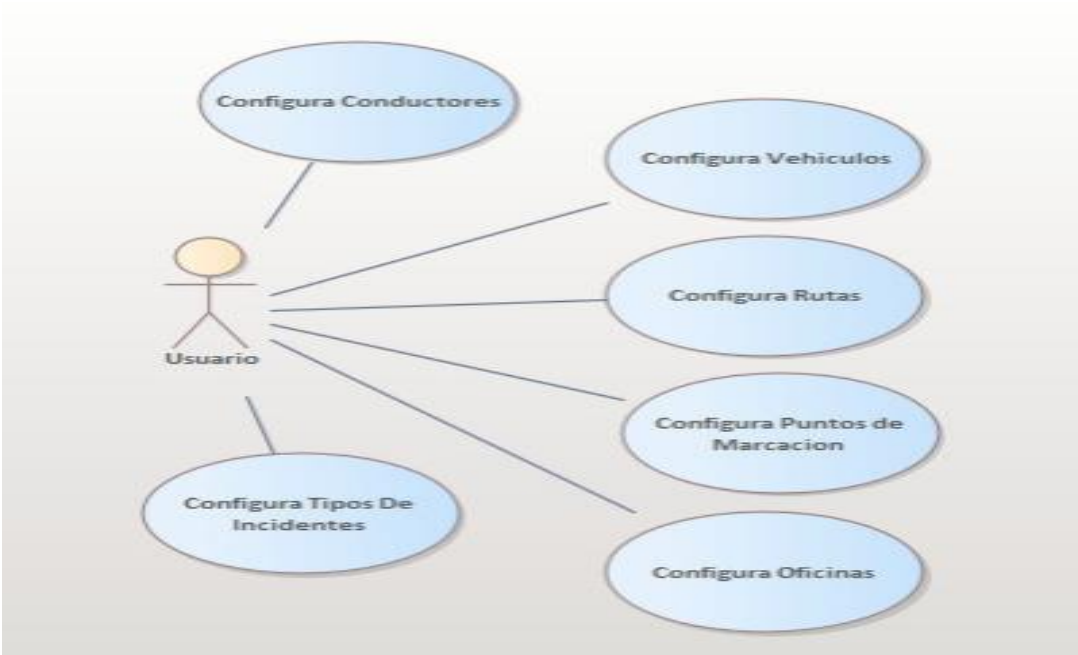 Configura Conductores
Configura Vehiculos
Configura Rutas
Usuario
Configura Puntos de
Marcacion
Configura Tipos De
Incidentes
Configura Oficinas